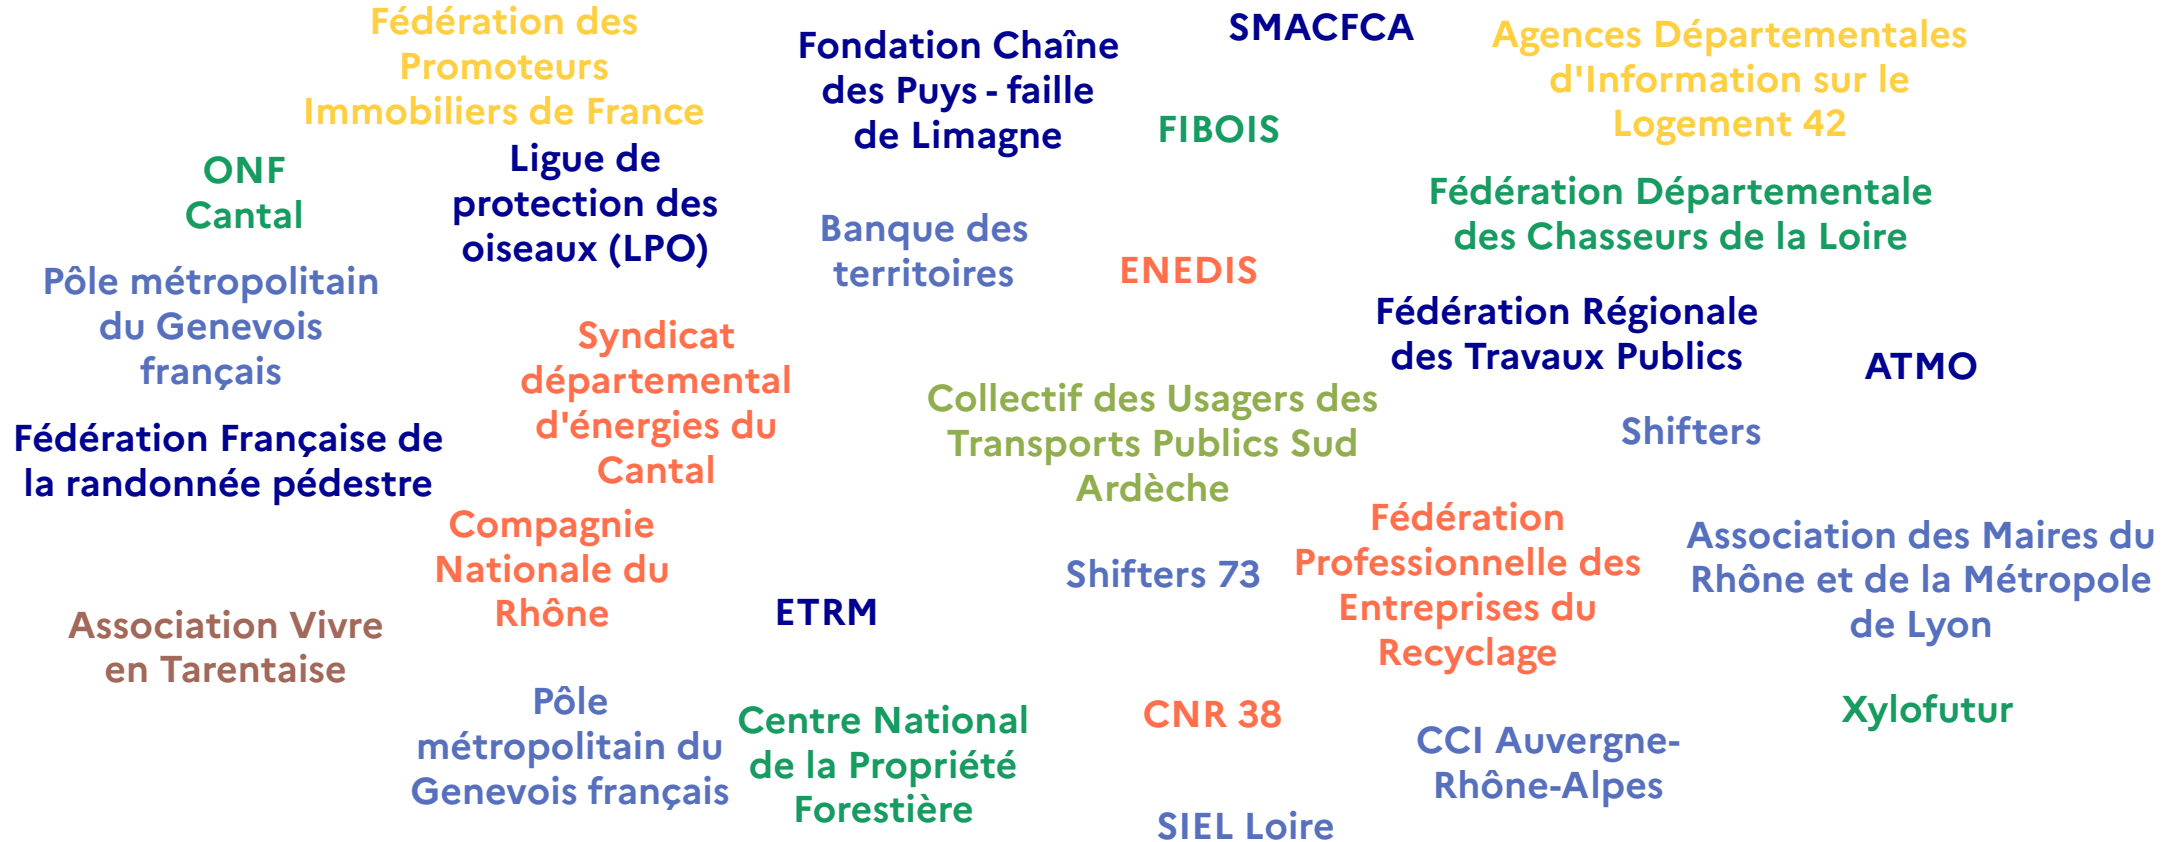 Fédération des
Promoteurs
Immobiliers de France
Fondation Chaîne
des Puys - faille
de Limagne
SMACFCA
Agences Départementales
d'Information sur le
Logement 42
FIBOIS
ONF
Cantal
Ligue de
protection des
oiseaux (LPO)
Banque des
territoires
ENEDIS
Fédération Départementale
des Chasseurs de la Loire
Pôle métropolitain
du Genevois
français
Syndicat
départemental
d'énergies du
Cantal
Fédération Régionale
des Travaux Publics
ATMO
Collectif des Usagers des
Transports Publics Sud
Ardèche
Shifters
Fédération Française de
la randonnée pédestre
Compagnie
Nationale du
Rhône
Shifters 73
Fédération
Professionnelle des
Entreprises du
Recyclage
Association des Maires du
Rhône et de la Métropole
de Lyon
Association Vivre
en Tarentaise
ETRM
Pôle
métropolitain du
Genevois français
Centre National
de la Propriété
Forestière
CNR 38
CCI Auvergne-
Rhône-Alpes
Xylofutur
SIEL Loire